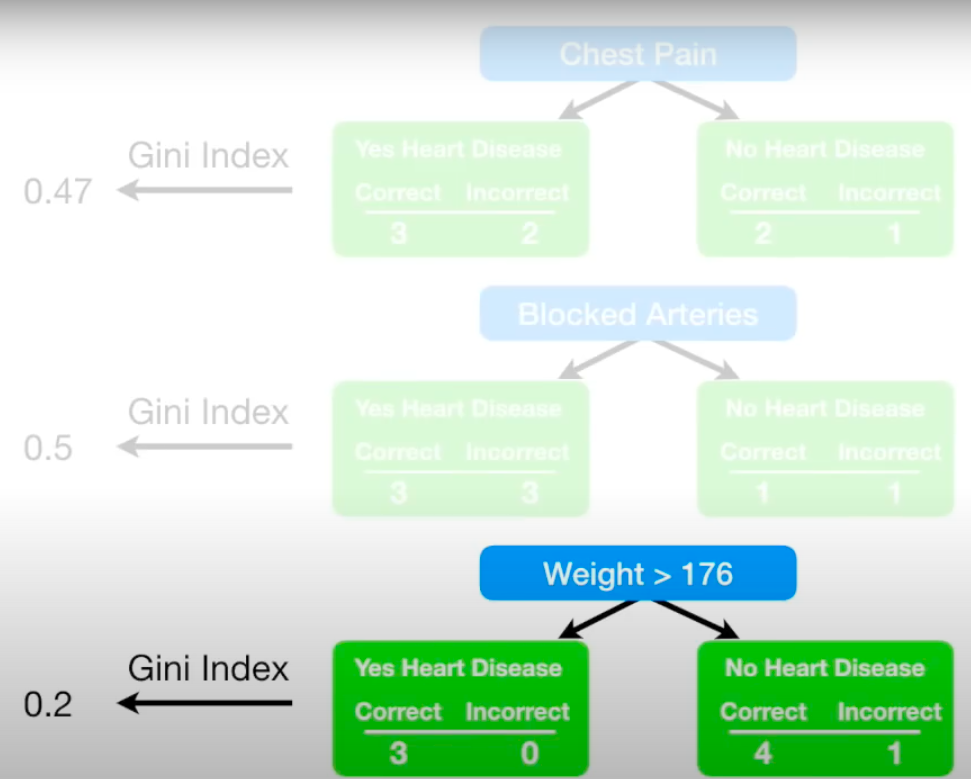 Chest Pain
Gini Index
0.47
Yes Heart Disease
No Heart Disease
Correct Incorrect
Correct Incorrect
3 2
2 1
Blocked Arteries
Gini Index
0.5
Yes Heart Disease
No Heart Disease
Correct Incorrect
Correct Incorrect
3 3
1 1
Weight > 176
Gini Index
0.2
Yes Heart Disease
No Heart Disease
Correct Incorrect
Correct Incorrect
3 0
4 1